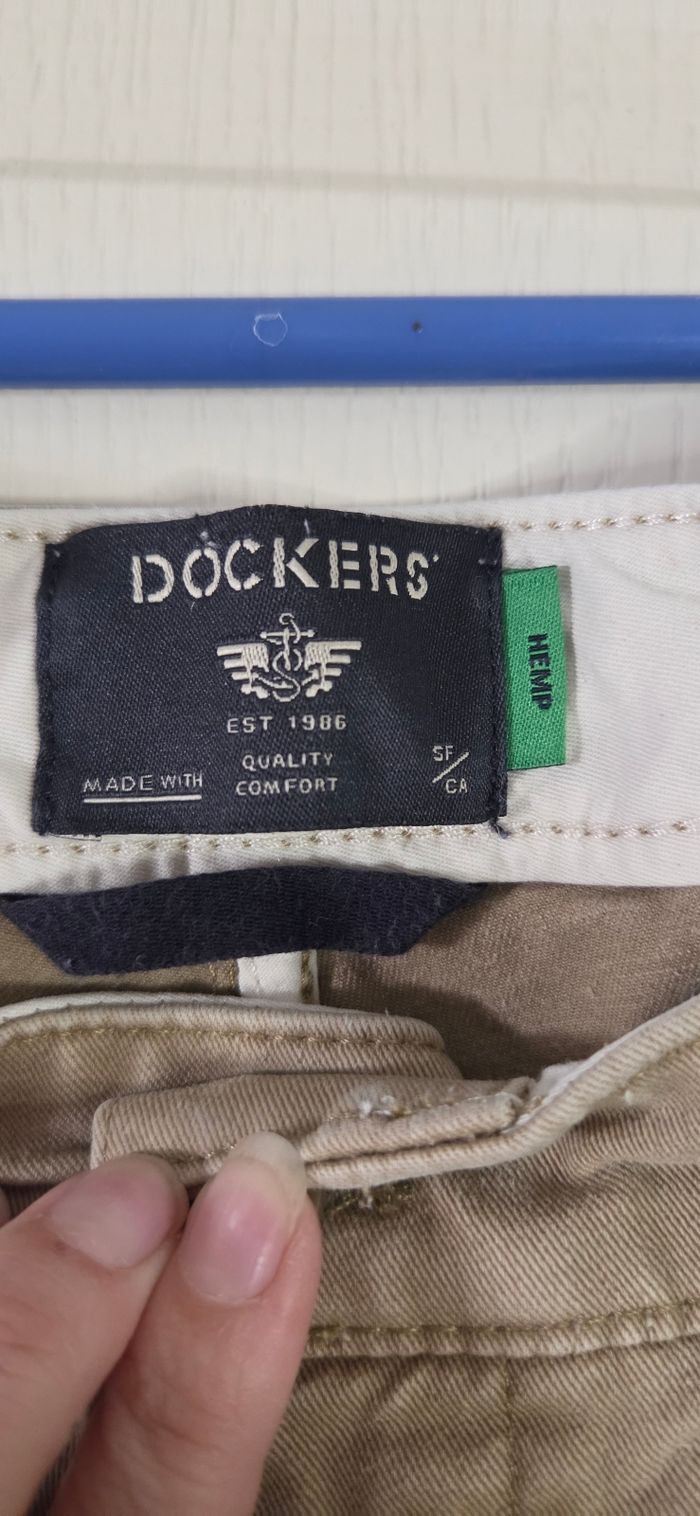 DOCKERS®
EST 1986
MADE WITH
QUALITY
COMFORT
SF/CA
HEMP